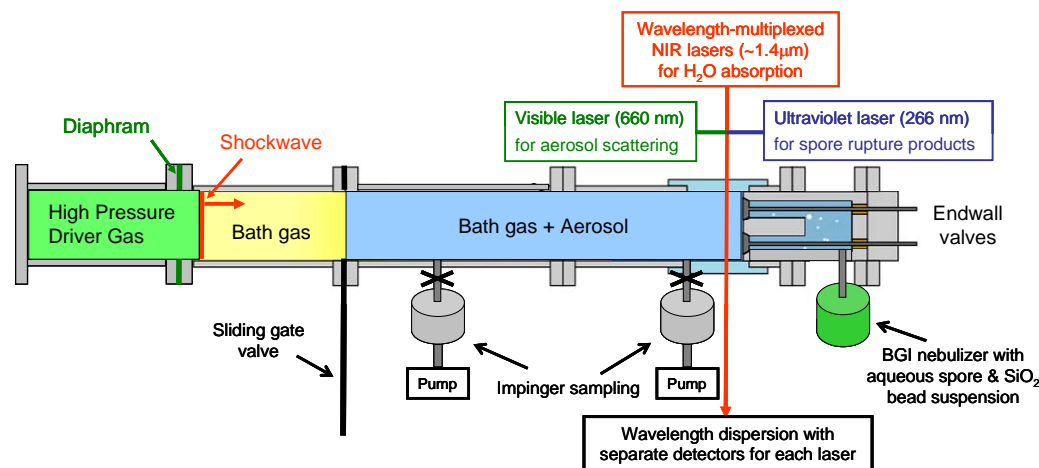 Wavelength-multiplexed
NIR lasers (~1.4μm)
for H₂O absorption
Visible laser (660 nm)
for aerosol scattering
Ultraviolet laser (266 nm)
for spore rupture products
Diaphram
Shockwave
High Pressure
Driver Gas
Bath gas
Bath gas + Aerosol
Endwall
valves
Sliding gate
valve
Pump
Impinger sampling
Pump
BGI nebulizer with
aqueous spore & SiO₂
bead suspension
Wavelength dispersion with
separate detectors for each laser